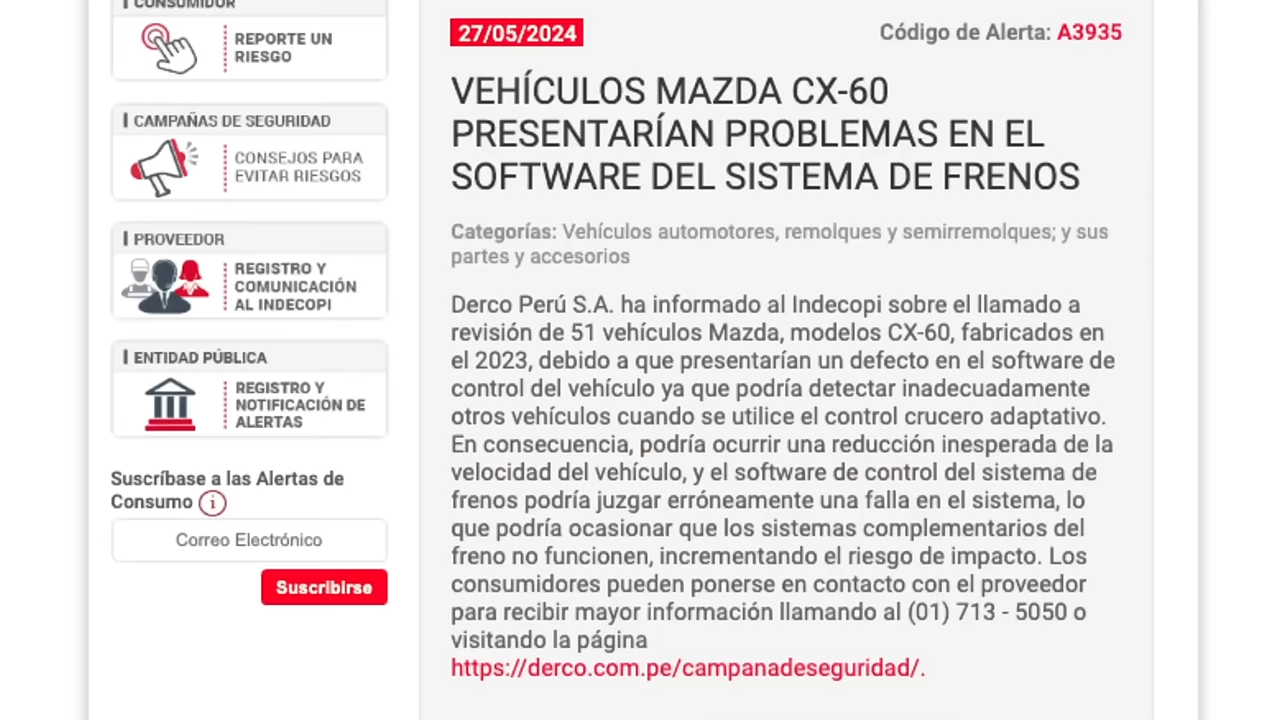 CONSUMIDOR
REPORTE UN
RIESGO
CAMPAÑAS DE SEGURIDAD
CONSEJOS PARA
EVITAR RIESGOS
PROVEEDOR
REGISTRO Y
COMUNICACIÓN
AL INDECOPI
ENTIDAD PÚBLICA
REGISTRO Y
NOTIFICACIÓN DE
ALERTAS
Suscríbase a las Alertas de
Consumo i
Correo Electrónico
Suscribirse
27/05/2024
Código de Alerta: A3935
VEHÍCULOS MAZDA CX-60
PRESENTARÍAN PROBLEMAS EN EL
SOFTWARE DEL SISTEMA DE FRENOS
Categorías: Vehículos automotores, remolques y semirremolques; y sus
partes y accesorios
Derco Perú S.A. ha informado al Indecopi sobre el llamado a
revisión de 51 vehículos Mazda, modelos CX-60, fabricados en
el 2023, debido a que presentarían un defecto en el software de
control del vehículo ya que podría detectar inadecuadamente
otros vehículos cuando se utilice el control crucero adaptativo.
En consecuencia, podría ocurrir una reducción inesperada de la
velocidad del vehículo, y el software de control del sistema de
frenos podría juzgar erróneamente una falla en el sistema, lo
que podría ocasionar que los sistemas complementarios del
freno no funcionen, incrementando el riesgo de impacto. Los
consumidores pueden ponerse en contacto con el proveedor
para recibir mayor información llamando al (01) 713 - 5050 o
visitando la página
https://derco.com.pe/campanadeseguridad/.